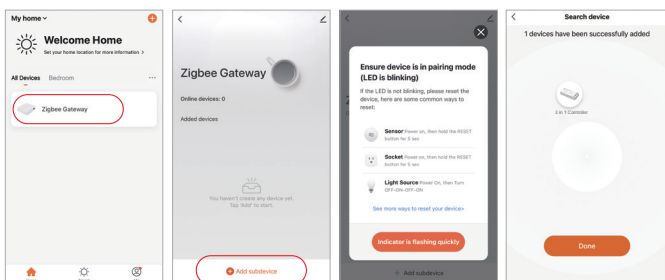 My home
Welcome Home
Set your home location for more information >
All Devices Bedroom ...
Zigbee Gateway
Zigbee Gateway
Online devices: 0
Added devices
You haven't create any device yet.
Tap 'Add' to start.
Add subdevice
Ensure device is in pairing mode
(LED is blinking)
If the LED is not blinking, please reset the
device, here are some common ways to
reset:
Sensor Power on, then hold the RESET
button for 5 sec
Socket Power on, then hold the RESET
button for 5 sec
Light Source Power On, then Turn
OFF-ON-OFF-ON
See more ways to reset your device>
Indicator is flashing quickly
+ Add subdevice
Search device
1 devices have been successfully added
3 in 1 Controller
Done